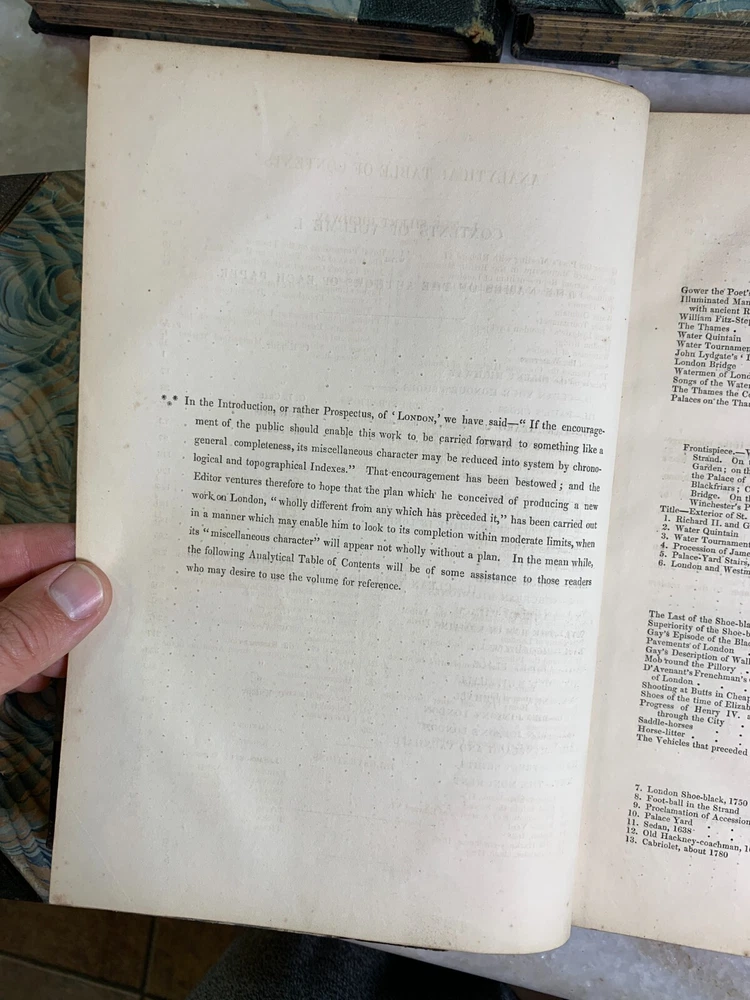 *** In the Introduction, or rather Prospectus, of ‘LONDON,’ we have said—“ If the encourage-
ment of the public should enable this work to be carried forward to something like a
general completeness, its miscellaneous character may be reduced into system by chrono-
logical and topographical Indexes.” That encouragement has been bestowed; and the
Editor ventures therefore to hope that the plan which he conceived of producing a new
work on London, “ wholly different from any which has preceded it,” has been carried out
in a manner which may enable him to look to its completion within moderate limits, when
its “ miscellaneous character” will appear not wholly without a plan. In the mean while,
the following Analytical Table of Contents will be of some assistance to those readers
who may desire to use the volume for reference.
Gower the Poet's
Illuminated Man
with ancient R
William Fitz-Step
The Thames .
Water Quintain
Water Tournamen
John Lydgate's ‘
London Bridge
Watermen of Lond
Songs of the Water
The Thames the Co
Palaces on the Tha
Frontispiece.—
Strand. On
Garden; on th
the Palace of
Blackfriars; C
Bridge. On th
Winchester's P
Title—Exterior of St.
1. Richard II. and G
2. Water Quintain
3. Water Tournament
4. Procession of Jame
5. Palace-Yard Stairs,
6. London and Westmi
The Last of the Shoe-bla
Superiority of the Shoe-b
Gay's Episode of the Blac
Pavements of London
Gay's Description of Wall
Mob round the Pillory . .
D'Avenant's Frenchman's
of London . .
Shooting at Butts in Cheap
Shoes of the time of Elizab
Progress of Henry IV.
through the City .
Saddle-horses . .
Horse-litter . . .
The Vehicles that preceded
7. London Shoe-black, 1750
8. Foot-ball in the Strand
9. Proclamation of Accession
10. Palace Yard . .
11. Sedan, 1638 . .
12. Old Hackney-coachman, 1
13. Cabriolet, about 1780